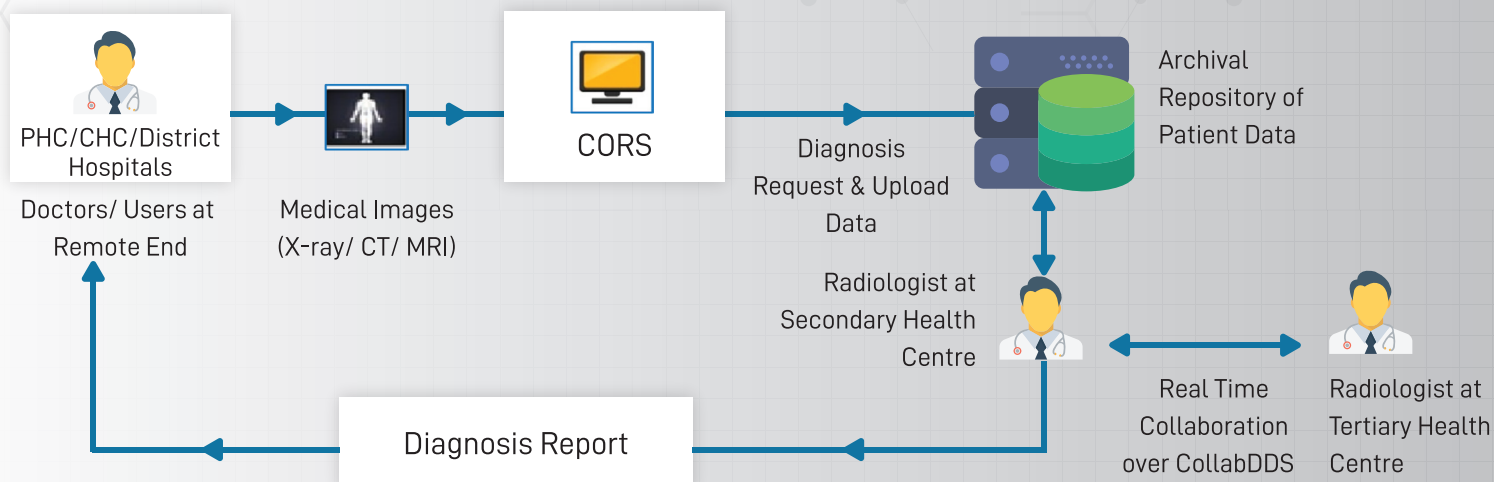 PHC/CHC/District
Hospitals
Doctors/ Users at
Remote End
Medical Images
(X-ray/ CT/ MRI)
CORS
Diagnosis
Request & Upload
Data
Archival
Repository of
Patient Data
Radiologist at
Secondary Health
Centre
Real Time
Collaboration
over CollabDDS
Radiologist at
Tertiary Health
Centre
Diagnosis Report